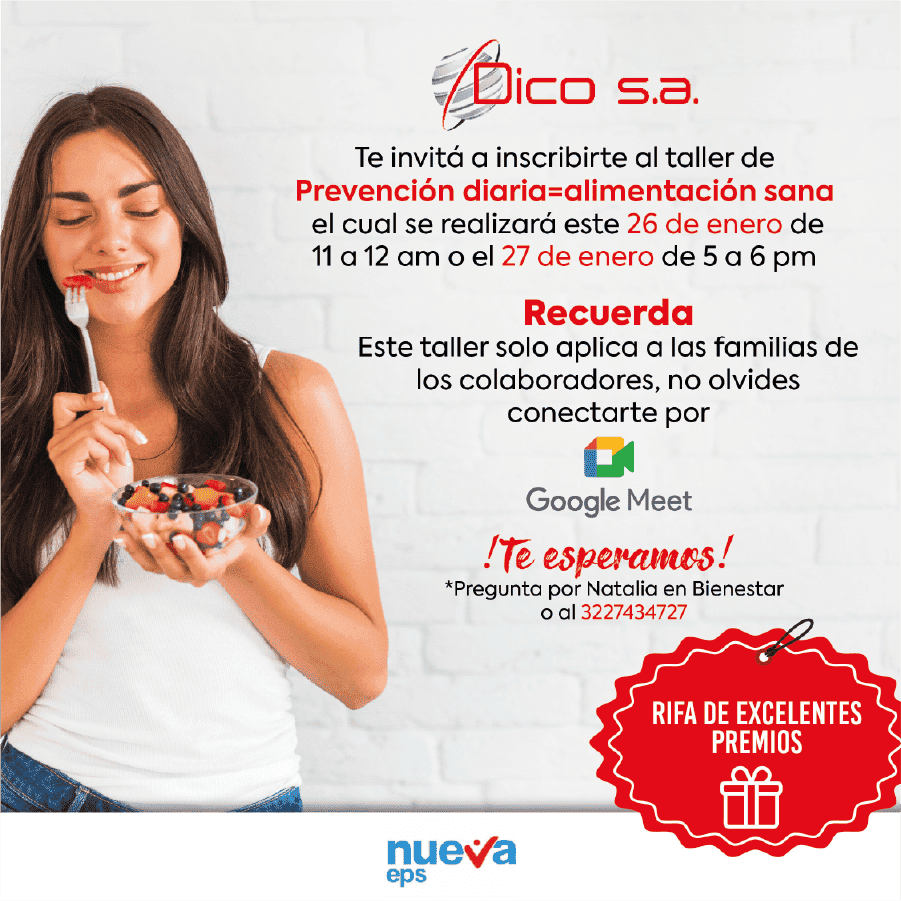 Dico s.a.
Te invitá a inscribirte al taller de
Prevención diaria=alimentación sana
el cual se realizará este 26 de enero de
11 a 12 am o el 27 de enero de 5 a 6 pm
Recuerda
Este taller solo aplica a las familias de
los colaboradores, no olvides
conectarte por
Google Meet
!Te esperamos!
*Pregunta por Natalia en Bienestar
o al 3227434727
RIFA DE EXCELENTES
PREMIOS
nueva
eps